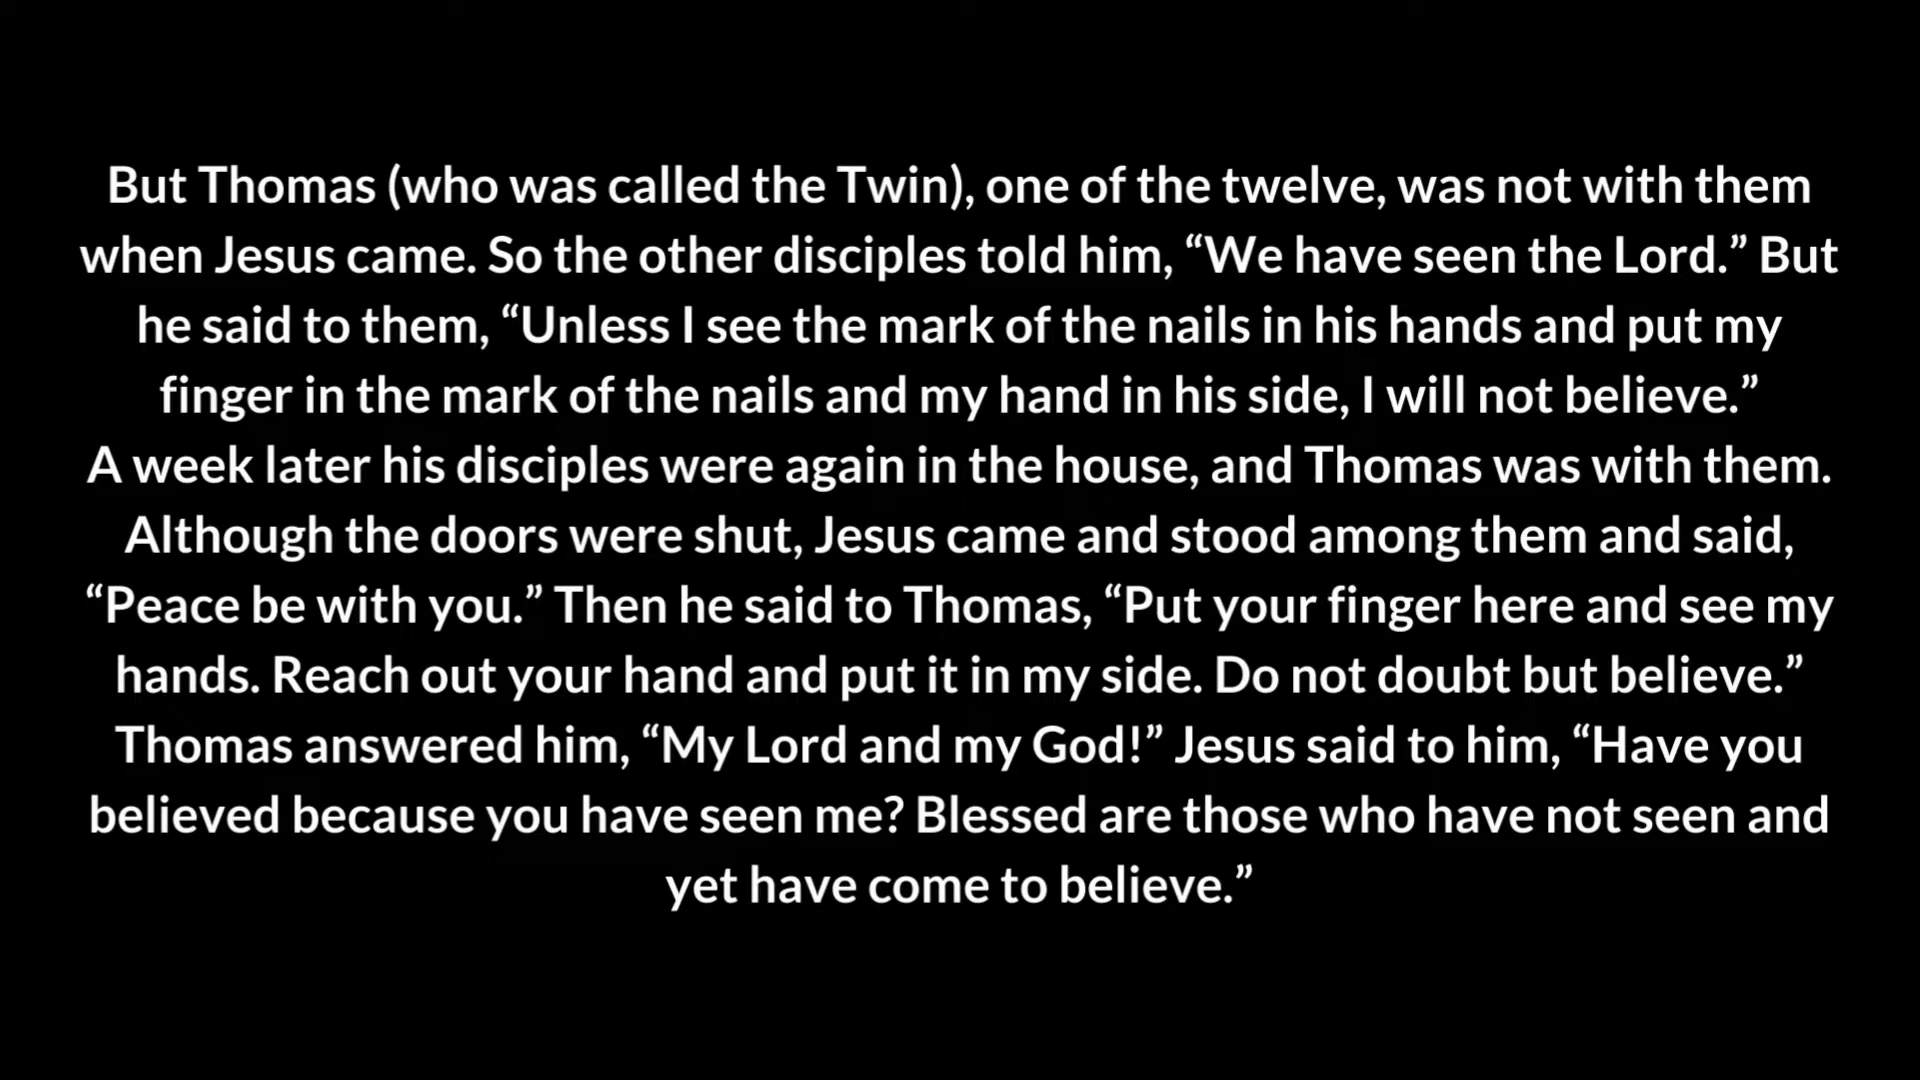 But Thomas (who was called the Twin), one of the twelve, was not with them
when Jesus came. So the other disciples told him, “We have seen the Lord.” But
he said to them, “Unless I see the mark of the nails in his hands and put my
finger in the mark of the nails and my hand in his side, I will not believe.”
A week later his disciples were again in the house, and Thomas was with them.
Although the doors were shut, Jesus came and stood among them and said,
“Peace be with you.” Then he said to Thomas, “Put your finger here and see my
hands. Reach out your hand and put it in my side. Do not doubt but believe.”
Thomas answered him, “My Lord and my God!” Jesus said to him, “Have you
believed because you have seen me? Blessed are those who have not seen and
yet have come to believe.”